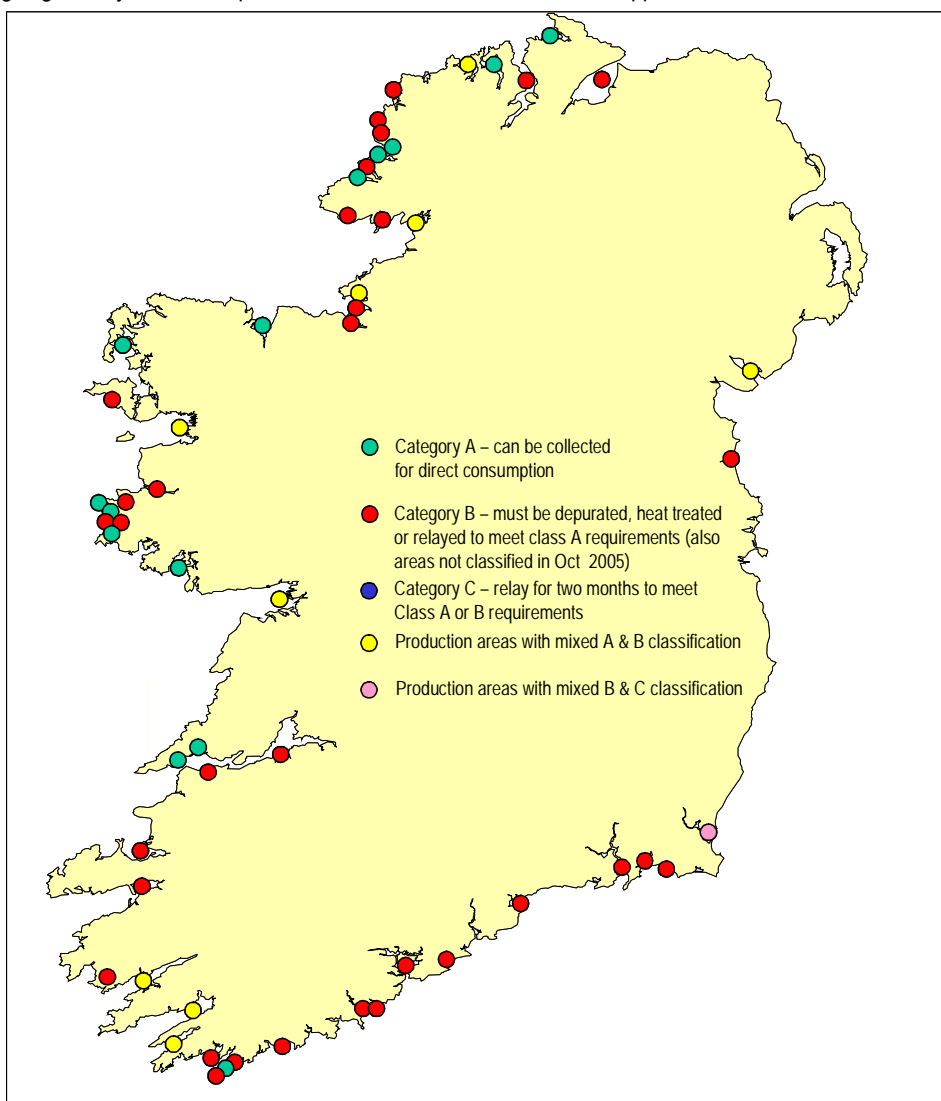 Category A – can be collected
for direct consumption
Category B – must be depurated, heat treated
or relayed to meet class A requirements (also
areas not classified in Oct 2005)
Category C – relay for two months to meet
Class A or B requirements
Production areas with mixed A & B classification
Production areas with mixed B & C classification